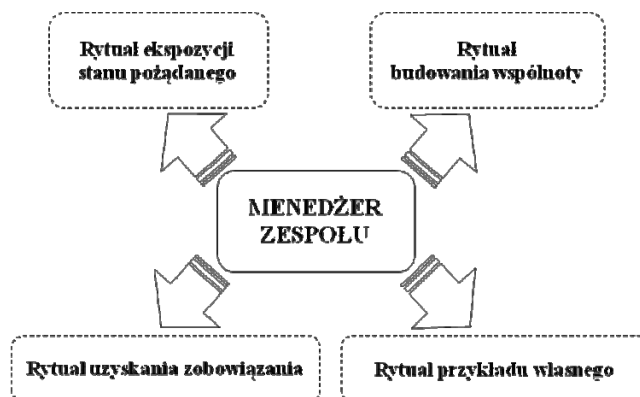 Rytuał ekspozycji
stanu pożądanego
Rytuał
budowania wspólnoty
MENEDŻER
ZESPOŁU
Rytuał uzyskania zobowiązania
Rytuał przykładu własnego